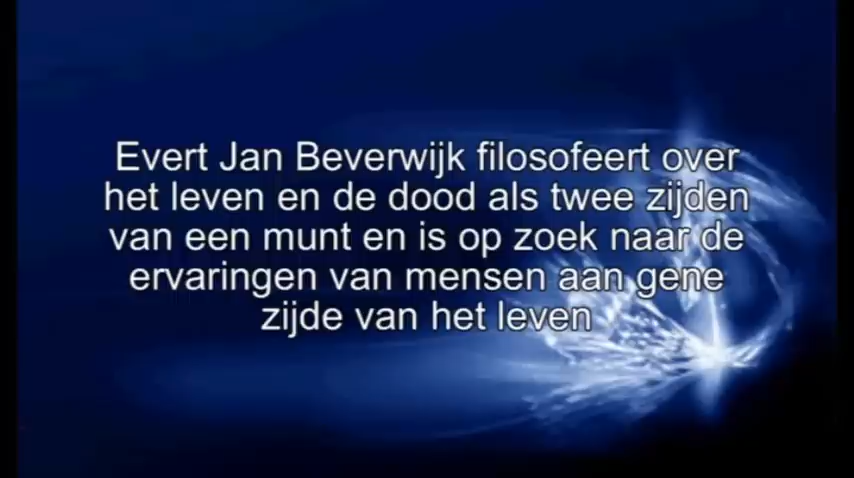 Evert Jan Beverwijk filosofeert over
het leven en de dood als twee zijden
van een munt en is op zoek naar de
ervaringen van mensen aan gene
zijde van het leven